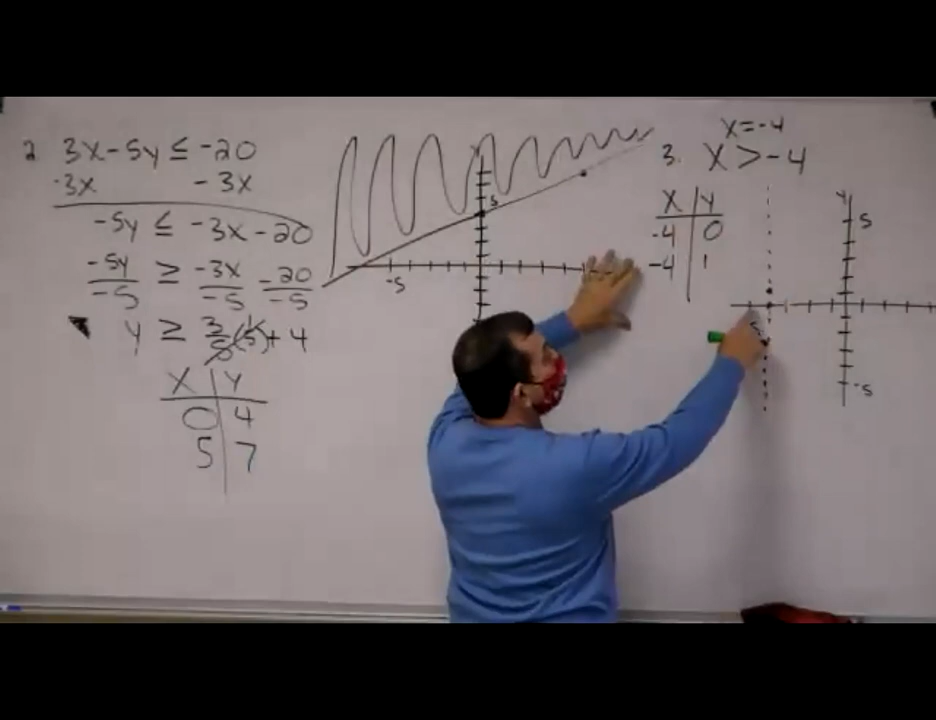 2 3x-5y ≤ -20
-3x -3x
-5y ≤ -3x-20
-5y/-5 ≥ -3x/-5 -20/-5
y ≥ 3/5(5)+4
X Y
0 4
5 7
5
-5
x=-4
3. X>-4
X Y
-4 0
-4 1
y
5
-5